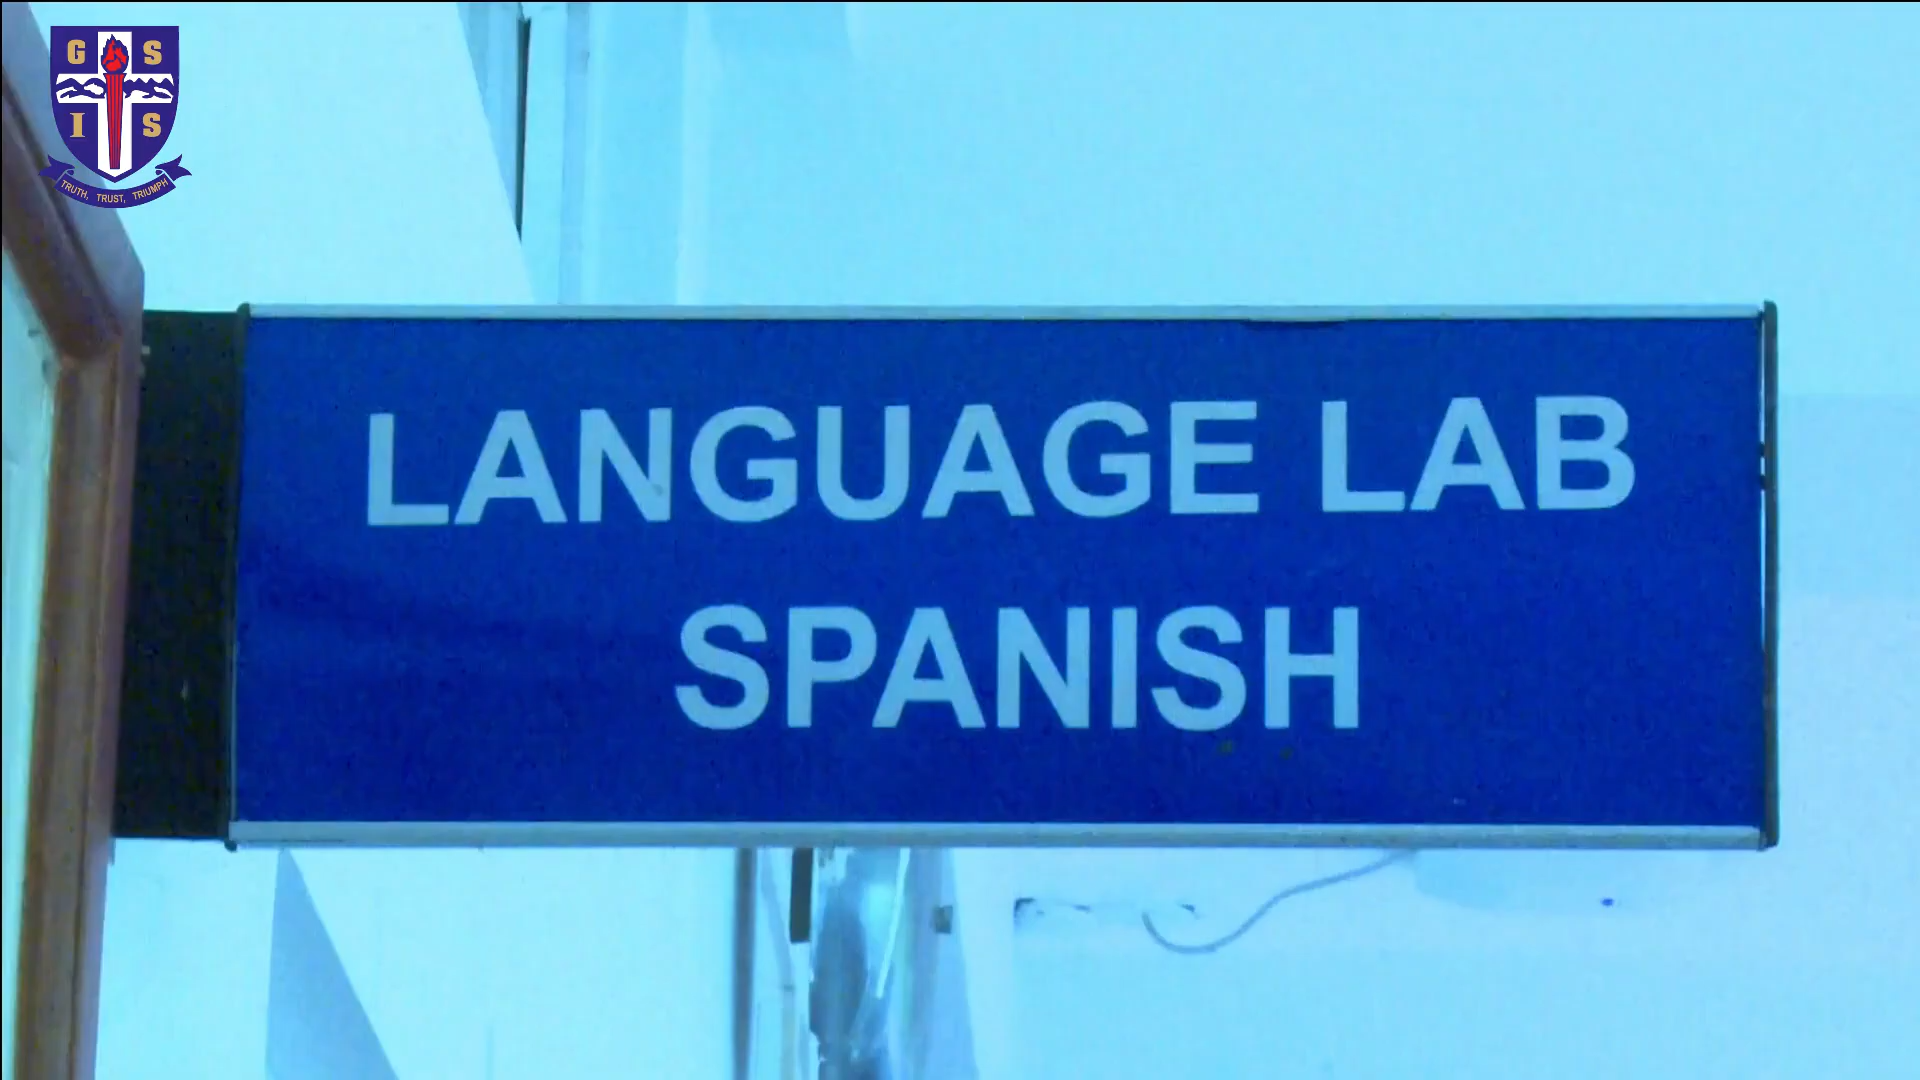 G S
I S
TRUTH, TRUST, TRIUMPH
LANGUAGE LAB
SPANISH